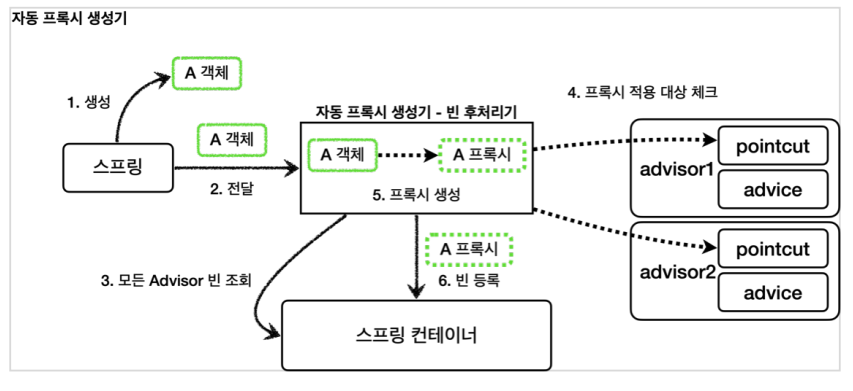 자동 프록시 생성기
A 객체
1. 생성
4. 프록시 적용 대상 체크
자동 프록시 생성기 - 빈 후처리기
A 객체
스프링
2. 전달
A 객체
A 프록시
5. 프록시 생성
advisor1
pointcut
advice
advisor2
pointcut
advice
3. 모든 Advisor 빈 조회
A 프록시
6. 빈 등록
스프링 컨테이너